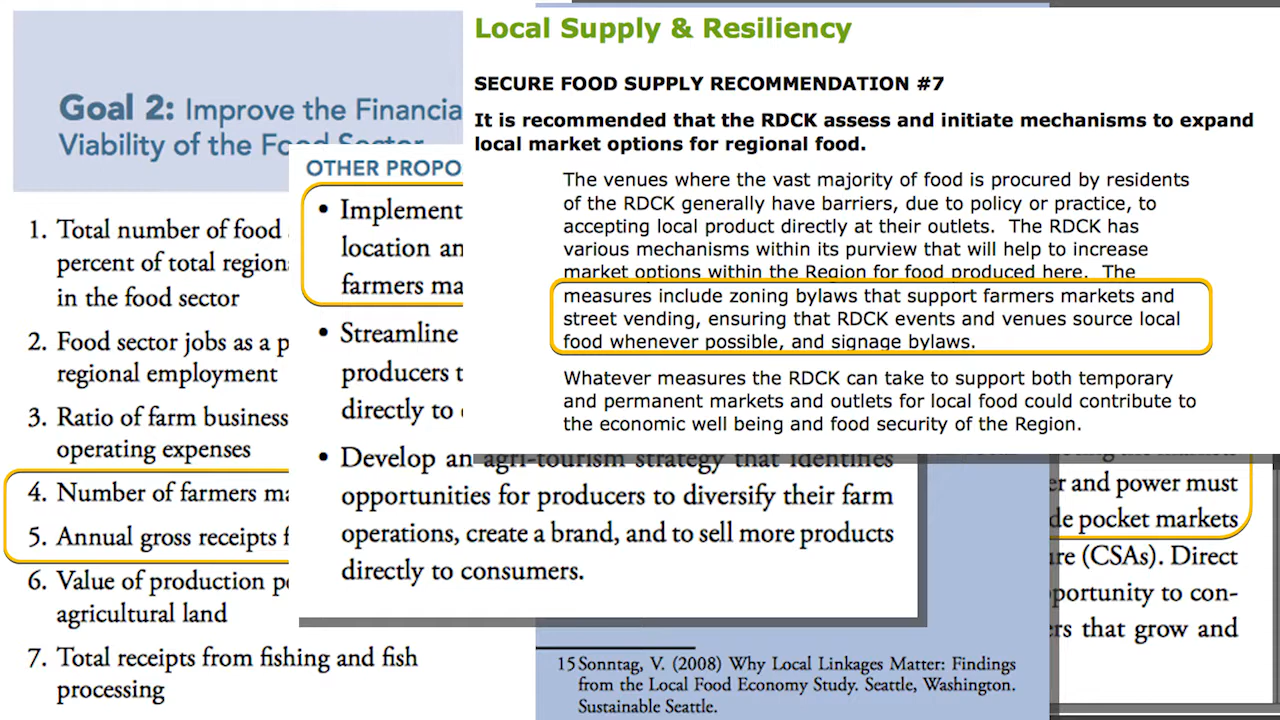 Local Supply & Resiliency
SECURE FOOD SUPPLY RECOMMENDATION #7
It is recommended that the RDCK assess and initiate mechanisms to expand
local market options for regional food.
The venues where the vast majority of food is procured by residents
of the RDCK generally have barriers, due to policy or practice, to
accepting local product directly at their outlets. The RDCK has
various mechanisms within its purview that will help to increase
market options within the Region for food produced here. The
measures include zoning bylaws that support farmers markets and
street vending, ensuring that RDCK events and venues source local
food whenever possible, and signage bylaws.
Whatever measures the RDCK can take to support both temporary
and permanent markets and outlets for local food could contribute to
the economic well being and food security of the Region.
Goal 2: Improve the Financia
Viability of the Food Sector
1. Total number of food
percent of total region
in the food sector
2. Food sector jobs as a p
regional employment
3. Ratio of farm business
operating expenses
4. Number of farmers ma
5. Annual gross receipts f
6. Value of production pe
agricultural land
7. Total receipts from fishing and fish
processing
OTHER PROPO
• Implement
location an
farmers ma
• Streamline
producers t
directly to
• Develop an agri-tourism strategy that identifies
opportunities for producers to diversify their farm
operations, create a brand, and to sell more products
directly to consumers.
er and power must
de pocket markets
ure (CSAs). Direct
portunity to con-
ers that grow and
15 Sonntag, V. (2008) Why Local Linkages Matter: Findings
from the Local Food Economy Study. Seattle, Washington.
Sustainable Seattle.